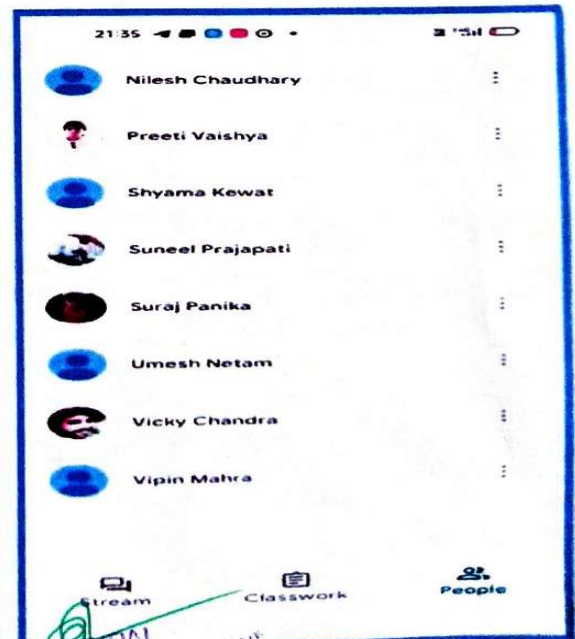 21:35
Nilesh Chaudhary
Preeti Vaishya
Shyama Kewat
Suneel Prajapati
Suraj Panika
Umesh Netam
Vicky Chandra
Vipin Mahra
Stream Classwork People